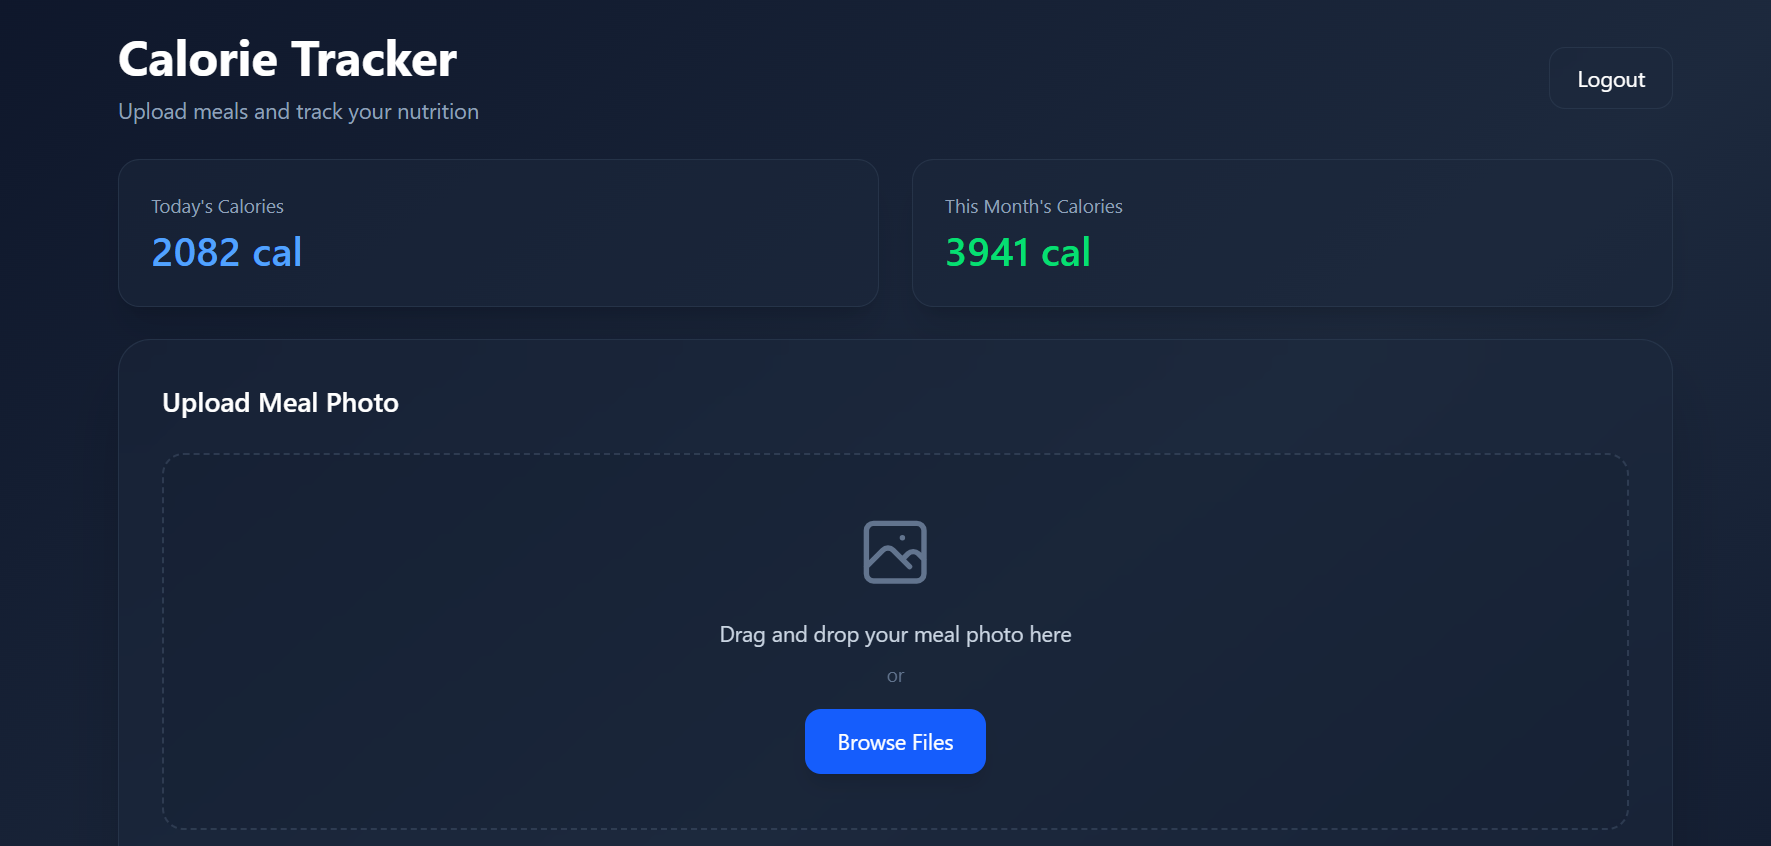 Calorie Tracker
Upload meals and track your nutrition
Logout
Today's Calories
2082 cal
This Month's Calories
3941 cal
Upload Meal Photo
Drag and drop your meal photo here
or
Browse Files